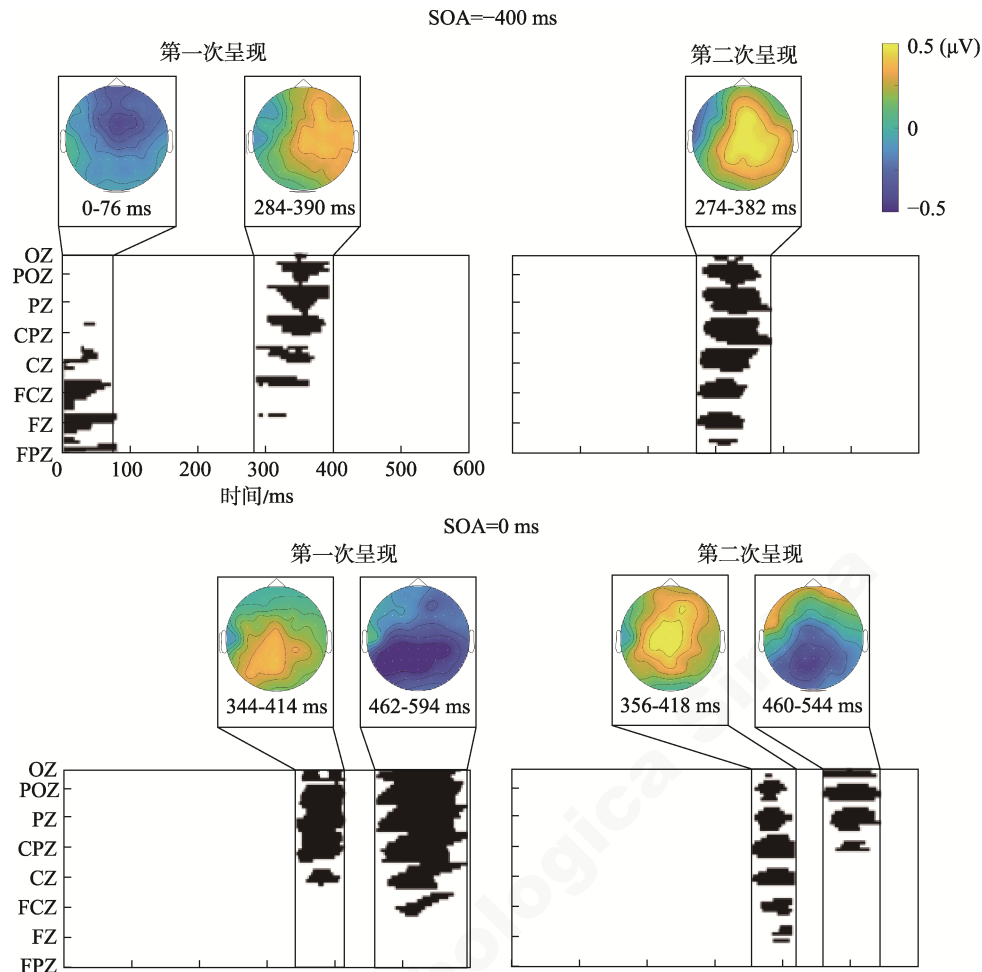 SOA=−400 ms
第一次呈现
第二次呈现
0.5 (μV)
0
−0.5
0-76 ms
284-390 ms
274-382 ms
OZ
POZ
PZ
CPZ
CZ
FCZ
FZ
FPZ
0 100 200 300 400 500 600
时间/ms
SOA=0 ms
第一次呈现
第二次呈现
344-414 ms
462-594 ms
356-418 ms
460-544 ms
OZ
POZ
PZ
CPZ
CZ
FCZ
FZ
FPZ